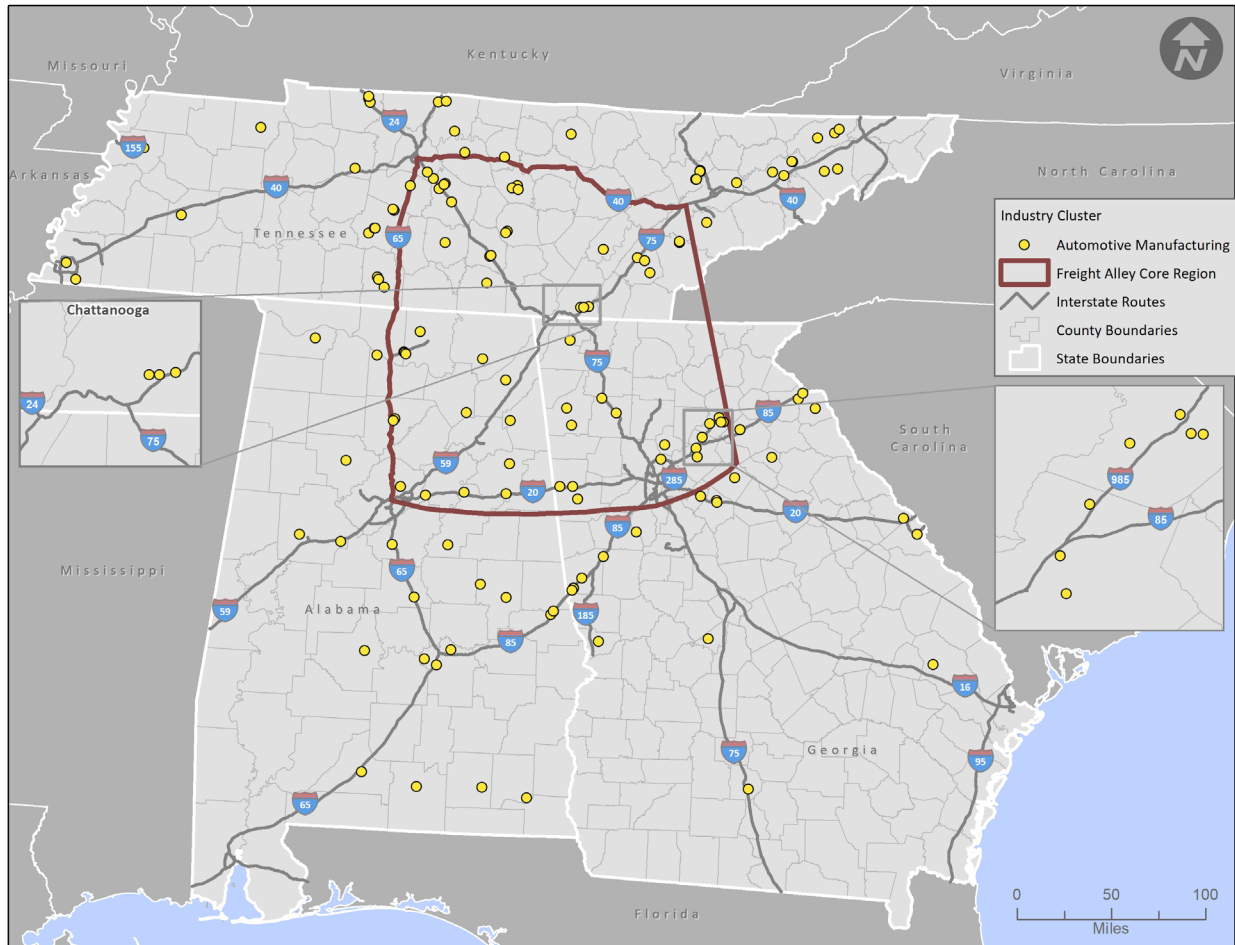 Kentucky
Missouri
Virginia
N
24
155
Arkansas
40
North Carolina
40
40
Tennessee
65
75
Industry Cluster
Automotive Manufacturing
Freight Alley Core Region
Interstate Routes
County Boundaries
State Boundaries
Chattanooga
24
75
75
85
South
Carolina
59
285
20
20
985
85
85
Mississippi
65
Alabama
59
185
85
16
Georgia
75
95
65
Florida
0 50 100
Miles